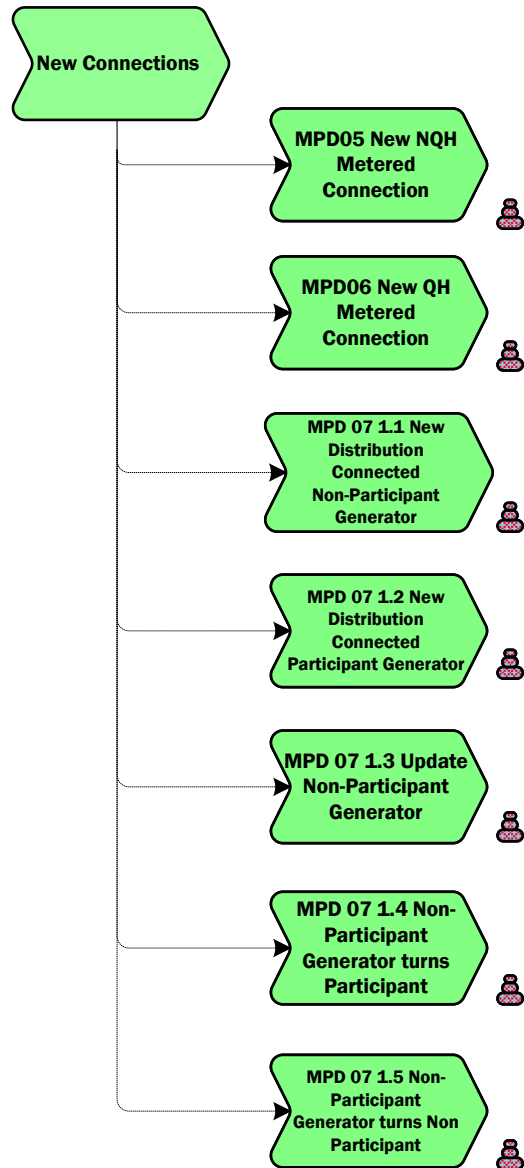 New Connections
MPD05 New NQH
Metered
Connection
MPD06 New QH
Metered
Connection
MPD 07 1.1 New
Distribution
Connected
Non-Participant
Generator
MPD 07 1.2 New
Distribution
Connected
Participant Generator
MPD 07 1.3 Update
Non-Participant
Generator
MPD 07 1.4 Non-
Participant
Generator turns
Participant
MPD 07 1.5 Non-
Participant
Generator turns Non
Participant